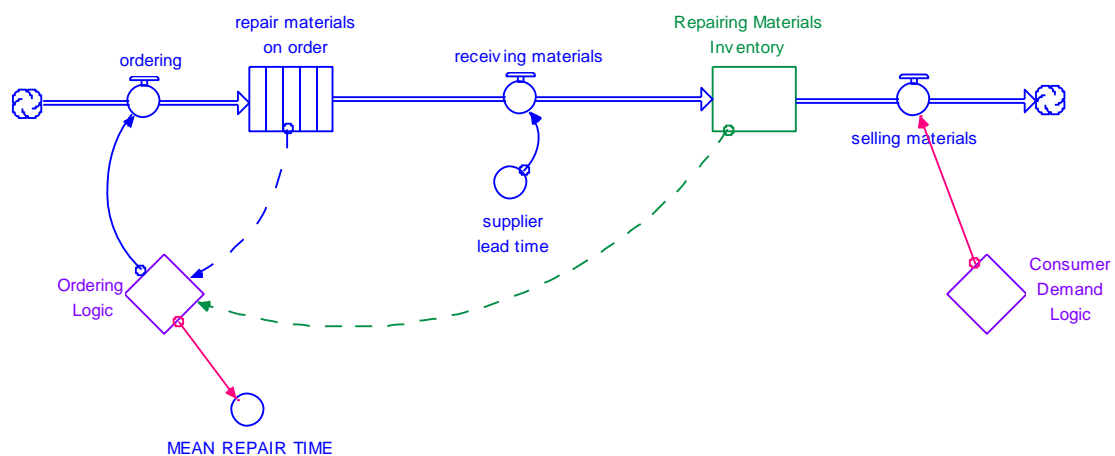 repair materials
on order
Repairing Materials
Inventory
ordering
receiving materials
selling materials
supplier
lead time
Ordering
Logic
Consumer
Demand
Logic
MEAN REPAIR TIME